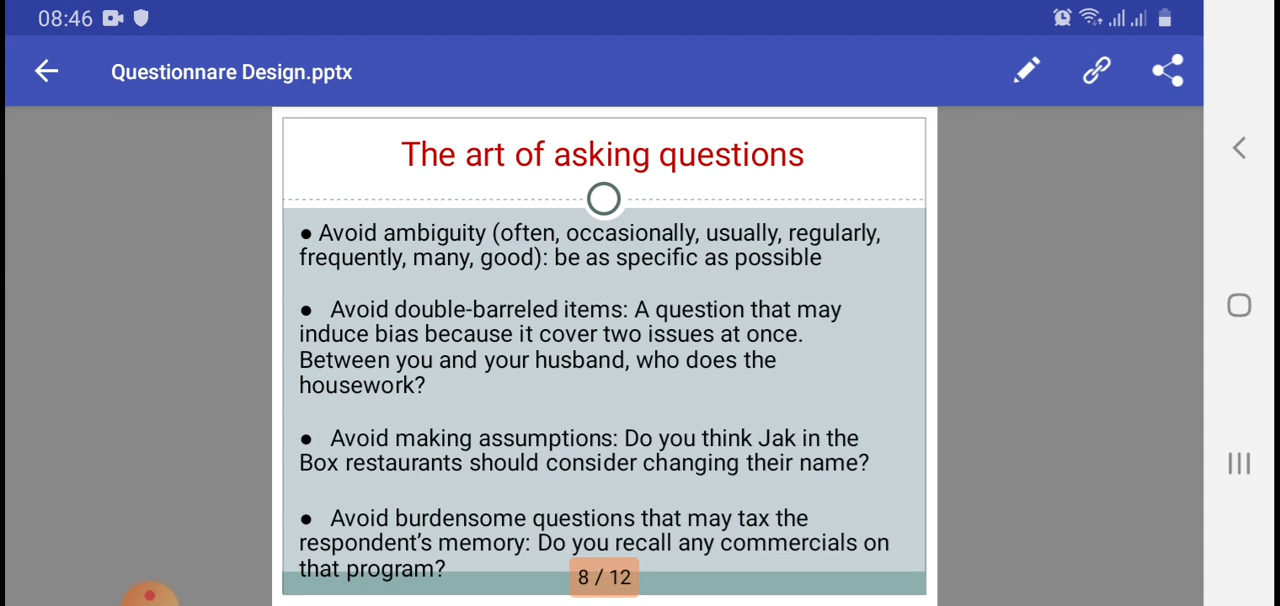 08:46
Questionnare Design.pptx
The art of asking questions
● Avoid ambiguity (often, occasionally, usually, regularly,
frequently, many, good): be as specific as possible
● Avoid double-barreled items: A question that may
induce bias because it cover two issues at once.
Between you and your husband, who does the
housework?
● Avoid making assumptions: Do you think Jak in the
Box restaurants should consider changing their name?
● Avoid burdensome questions that may tax the
respondent's memory: Do you recall any commercials on
that program?
8 / 12